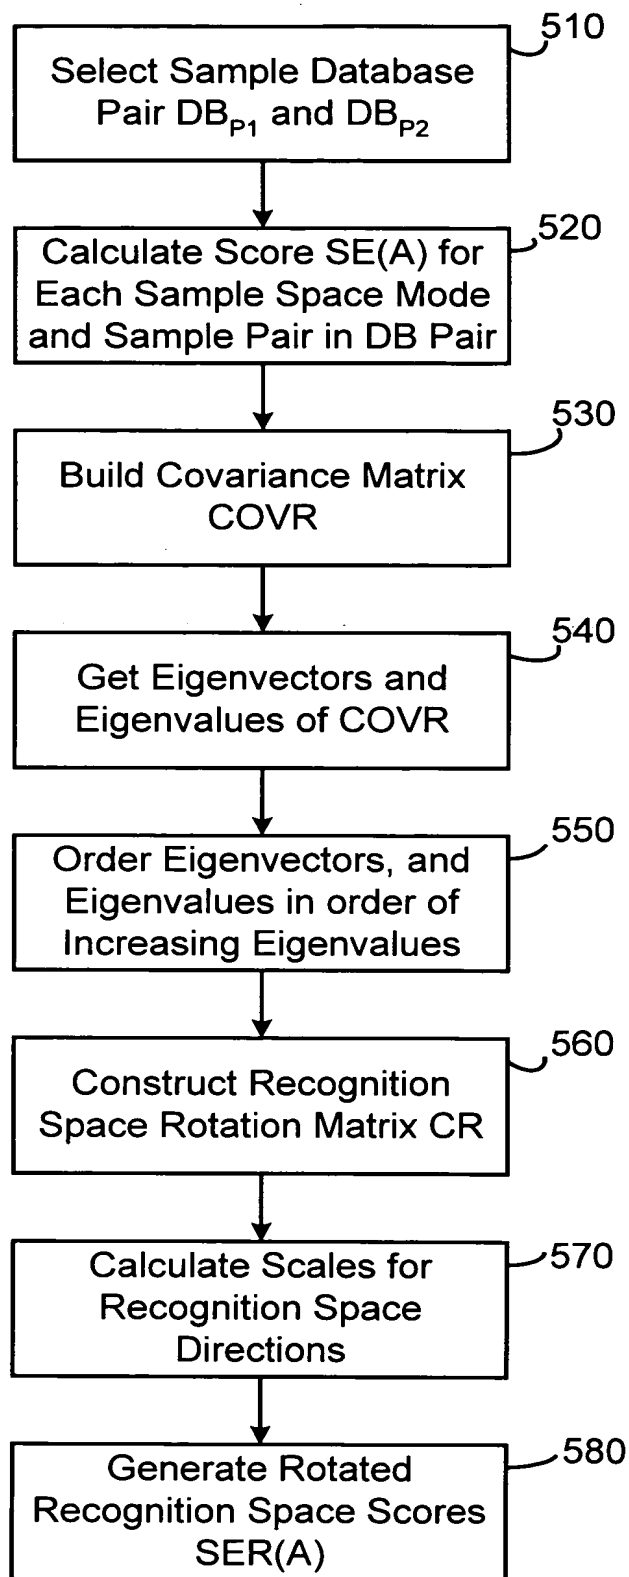 510
Select Sample Database
Pair DBP1 and DBP2
520
Calculate Score SE(A) for
Each Sample Space Mode
and Sample Pair in DB Pair
530
Build Covariance Matrix
COVR
540
Get Eigenvectors and
Eigenvalues of COVR
550
Order Eigenvectors, and
Eigenvalues in order of
Increasing Eigenvalues
560
Construct Recognition
Space Rotation Matrix CR
570
Calculate Scales for
Recognition Space
Directions
580
Generate Rotated
Recognition Space Scores
SER(A)